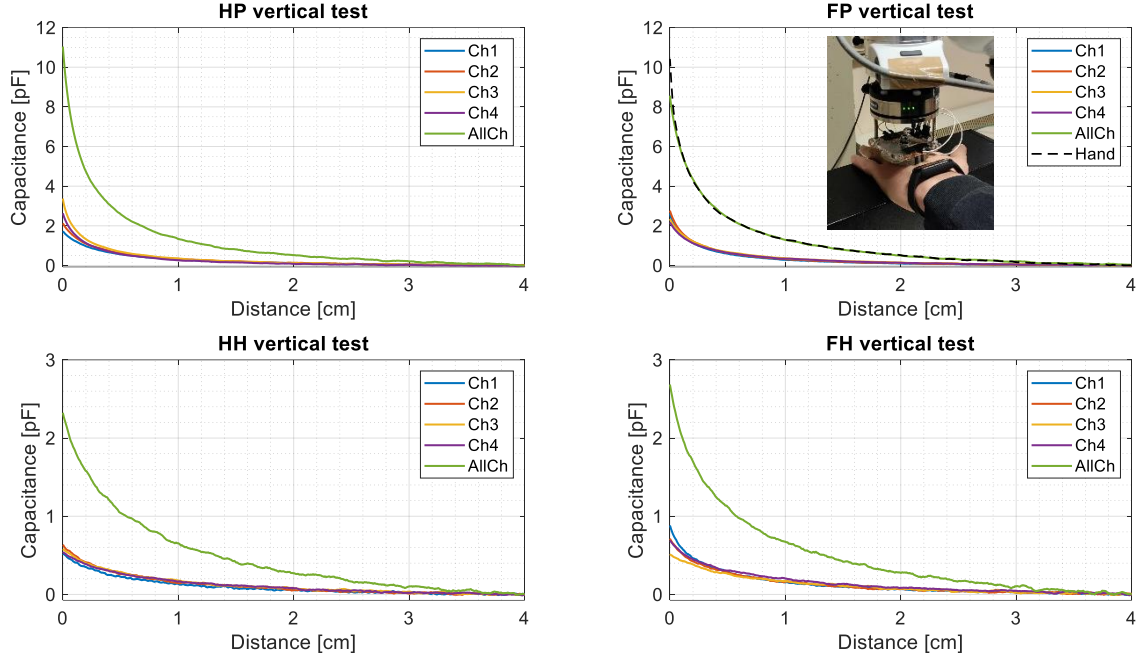 HP vertical test
Capacitance [pF]
12
10
8
6
4
2
0
0 1 2 3 4
Distance [cm]
Ch1
Ch2
Ch3
Ch4
AllCh
FP vertical test
Capacitance [pF]
12
10
8
6
4
2
0
0 1 2 3 4
Distance [cm]
Ch1
Ch2
Ch3
Ch4
AllCh
Hand
HH vertical test
Capacitance [pF]
3
2
1
0
0 1 2 3 4
Distance [cm]
Ch1
Ch2
Ch3
Ch4
AllCh
FH vertical test
Capacitance [pF]
3
2
1
0
0 1 2 3 4
Distance [cm]
Ch1
Ch2
Ch3
Ch4
AllCh